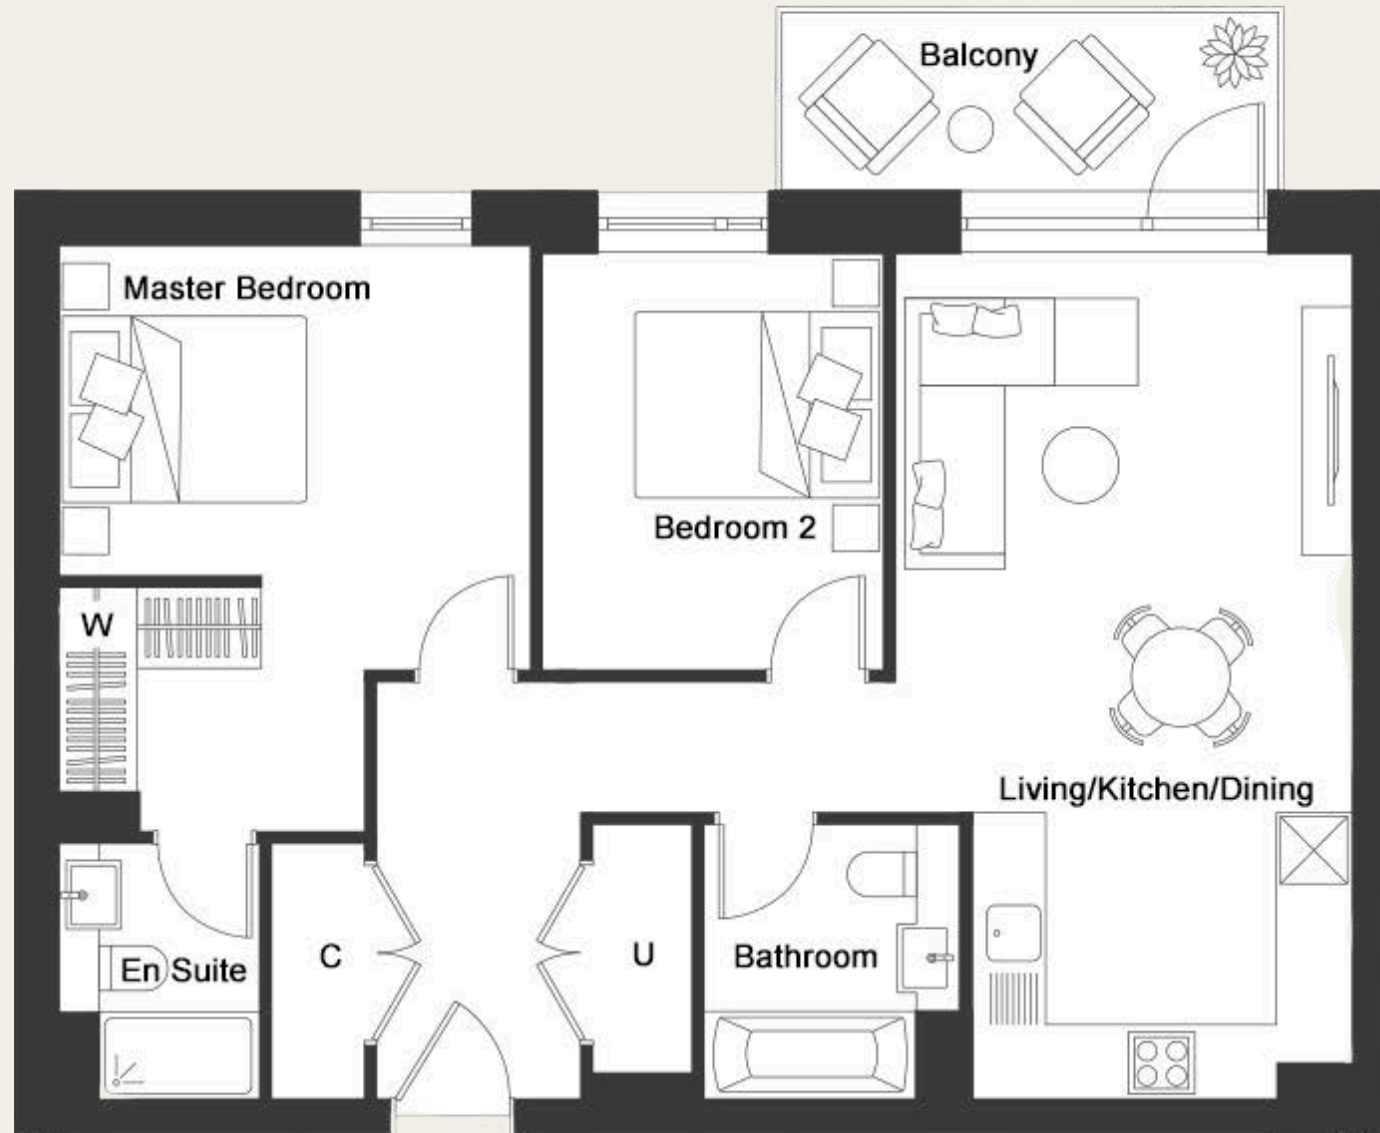 Balcony
Master Bedroom
Bedroom 2
W
Living/Kitchen/Dining
En Suite
C
U
Bathroom